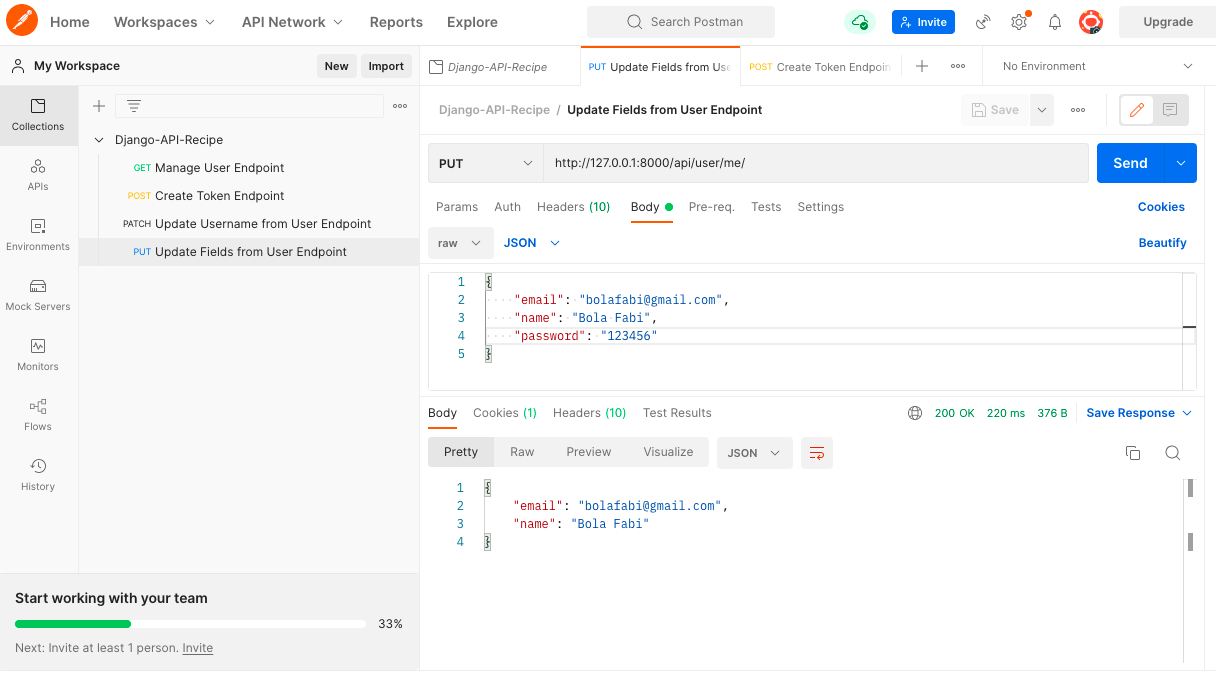 Home Workspaces API Network Reports Explore Search Postman Invite Upgrade
My Workspace New Import
Django-API-Recipe PUT Update Fields from Use POST Create Token Endpoin No Environment
Collections
APIs
Environments
Mock Servers
Monitors
Flows
History
Django-API-Recipe
GET Manage User Endpoint
POST Create Token Endpoint
PATCH Update Username from User Endpoint
PUT Update Fields from User Endpoint
Start working with your team
33%
Next: Invite at least 1 person. Invite
Django-API-Recipe / Update Fields from User Endpoint Save
PUT http://127.0.0.1:8000/api/user/me/ Send
Params Auth Headers (10) Body Pre-req. Tests Settings Cookies
raw JSON Beautify
1 {
2 "email": "bolafabi@gmail.com",
3 "name": "Bola Fabi",
4 "password": "123456"
5 }
Body Cookies (1) Headers (10) Test Results 200 OK 220 ms 376 B Save Response
Pretty Raw Preview Visualize JSON
1 {
2 "email": "bolafabi@gmail.com",
3 "name": "Bola Fabi"
4 }